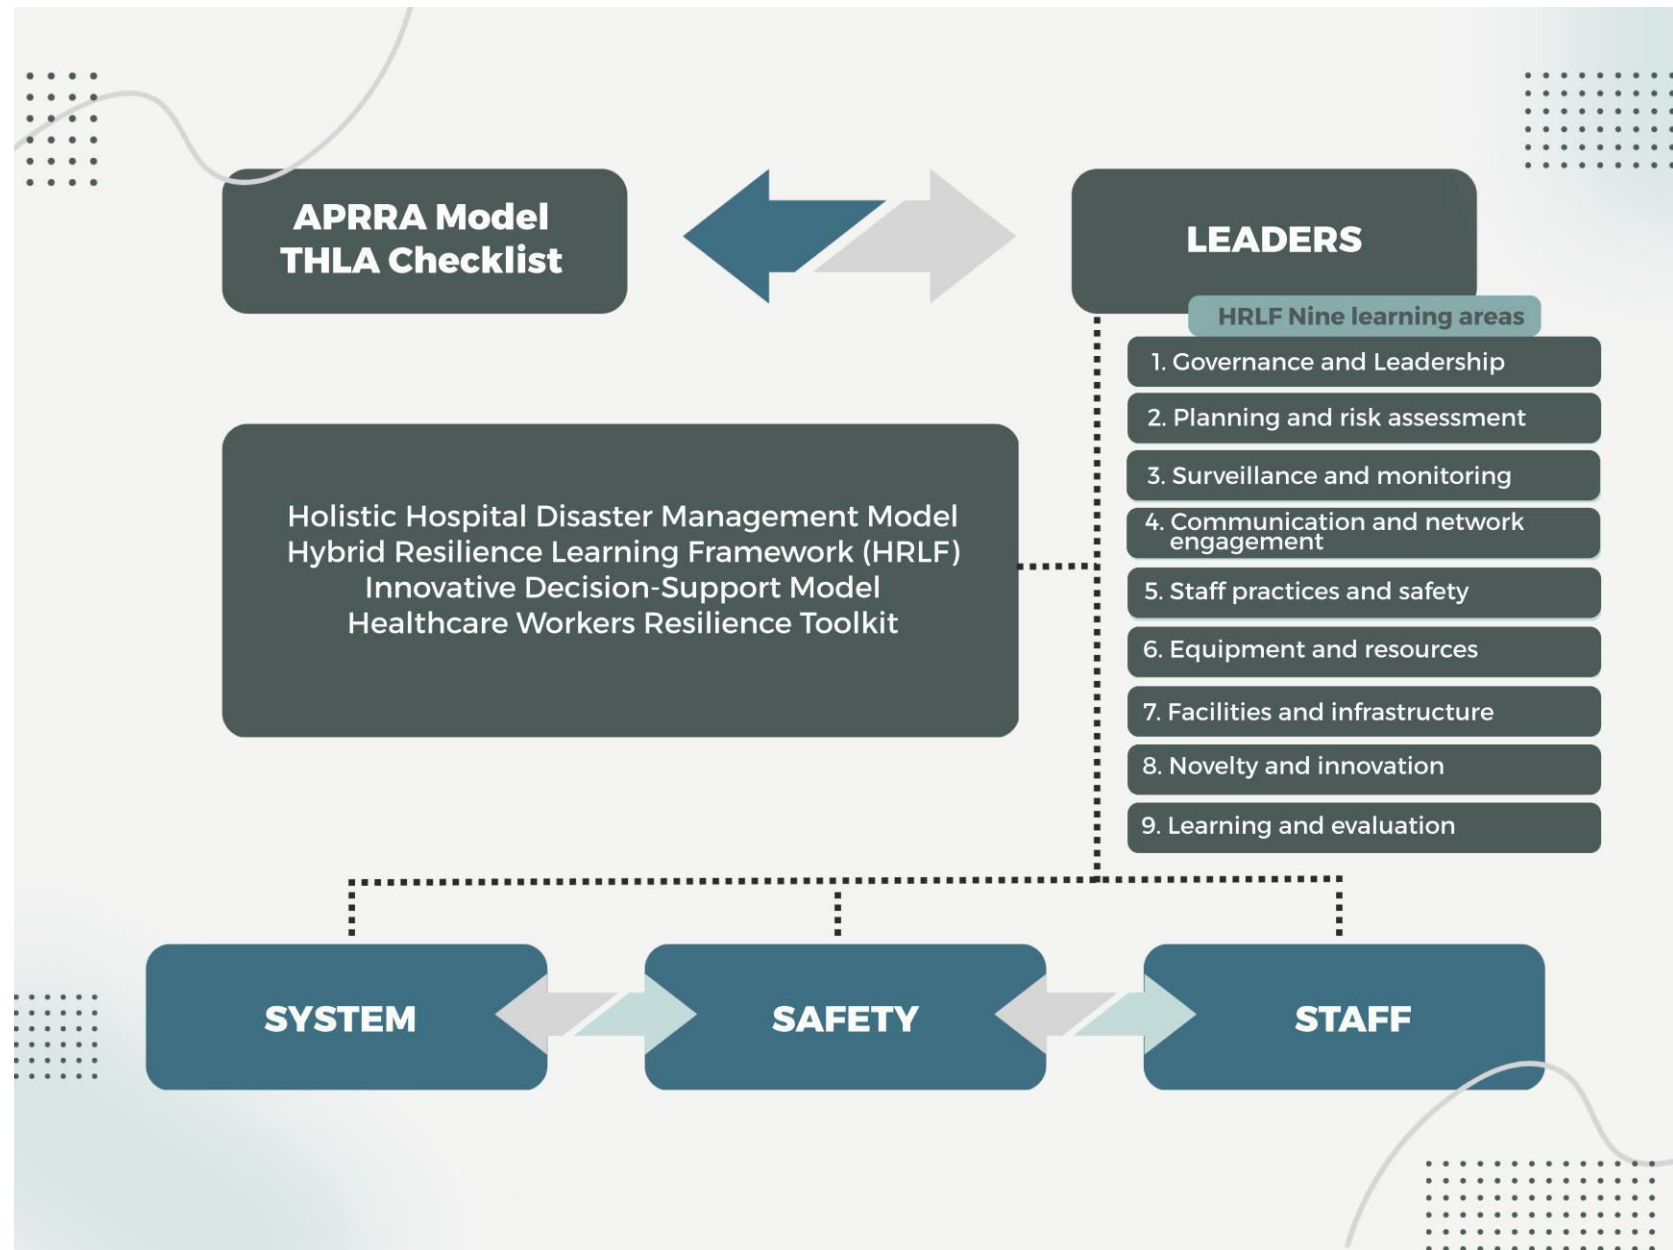 APRRA Model
THLA Checklist
LEADERS
HRLF Nine learning areas
1. Governance and Leadership
2. Planning and risk assessment
3. Surveillance and monitoring
4. Communication and network
engagement
5. Staff practices and safety
6. Equipment and resources
7. Facilities and infrastructure
8. Novelty and innovation
9. Learning and evaluation
Holistic Hospital Disaster Management Model
Hybrid Resilience Learning Framework (HRLF)
Innovative Decision-Support Model
Healthcare Workers Resilience Toolkit
SYSTEM
SAFETY
STAFF